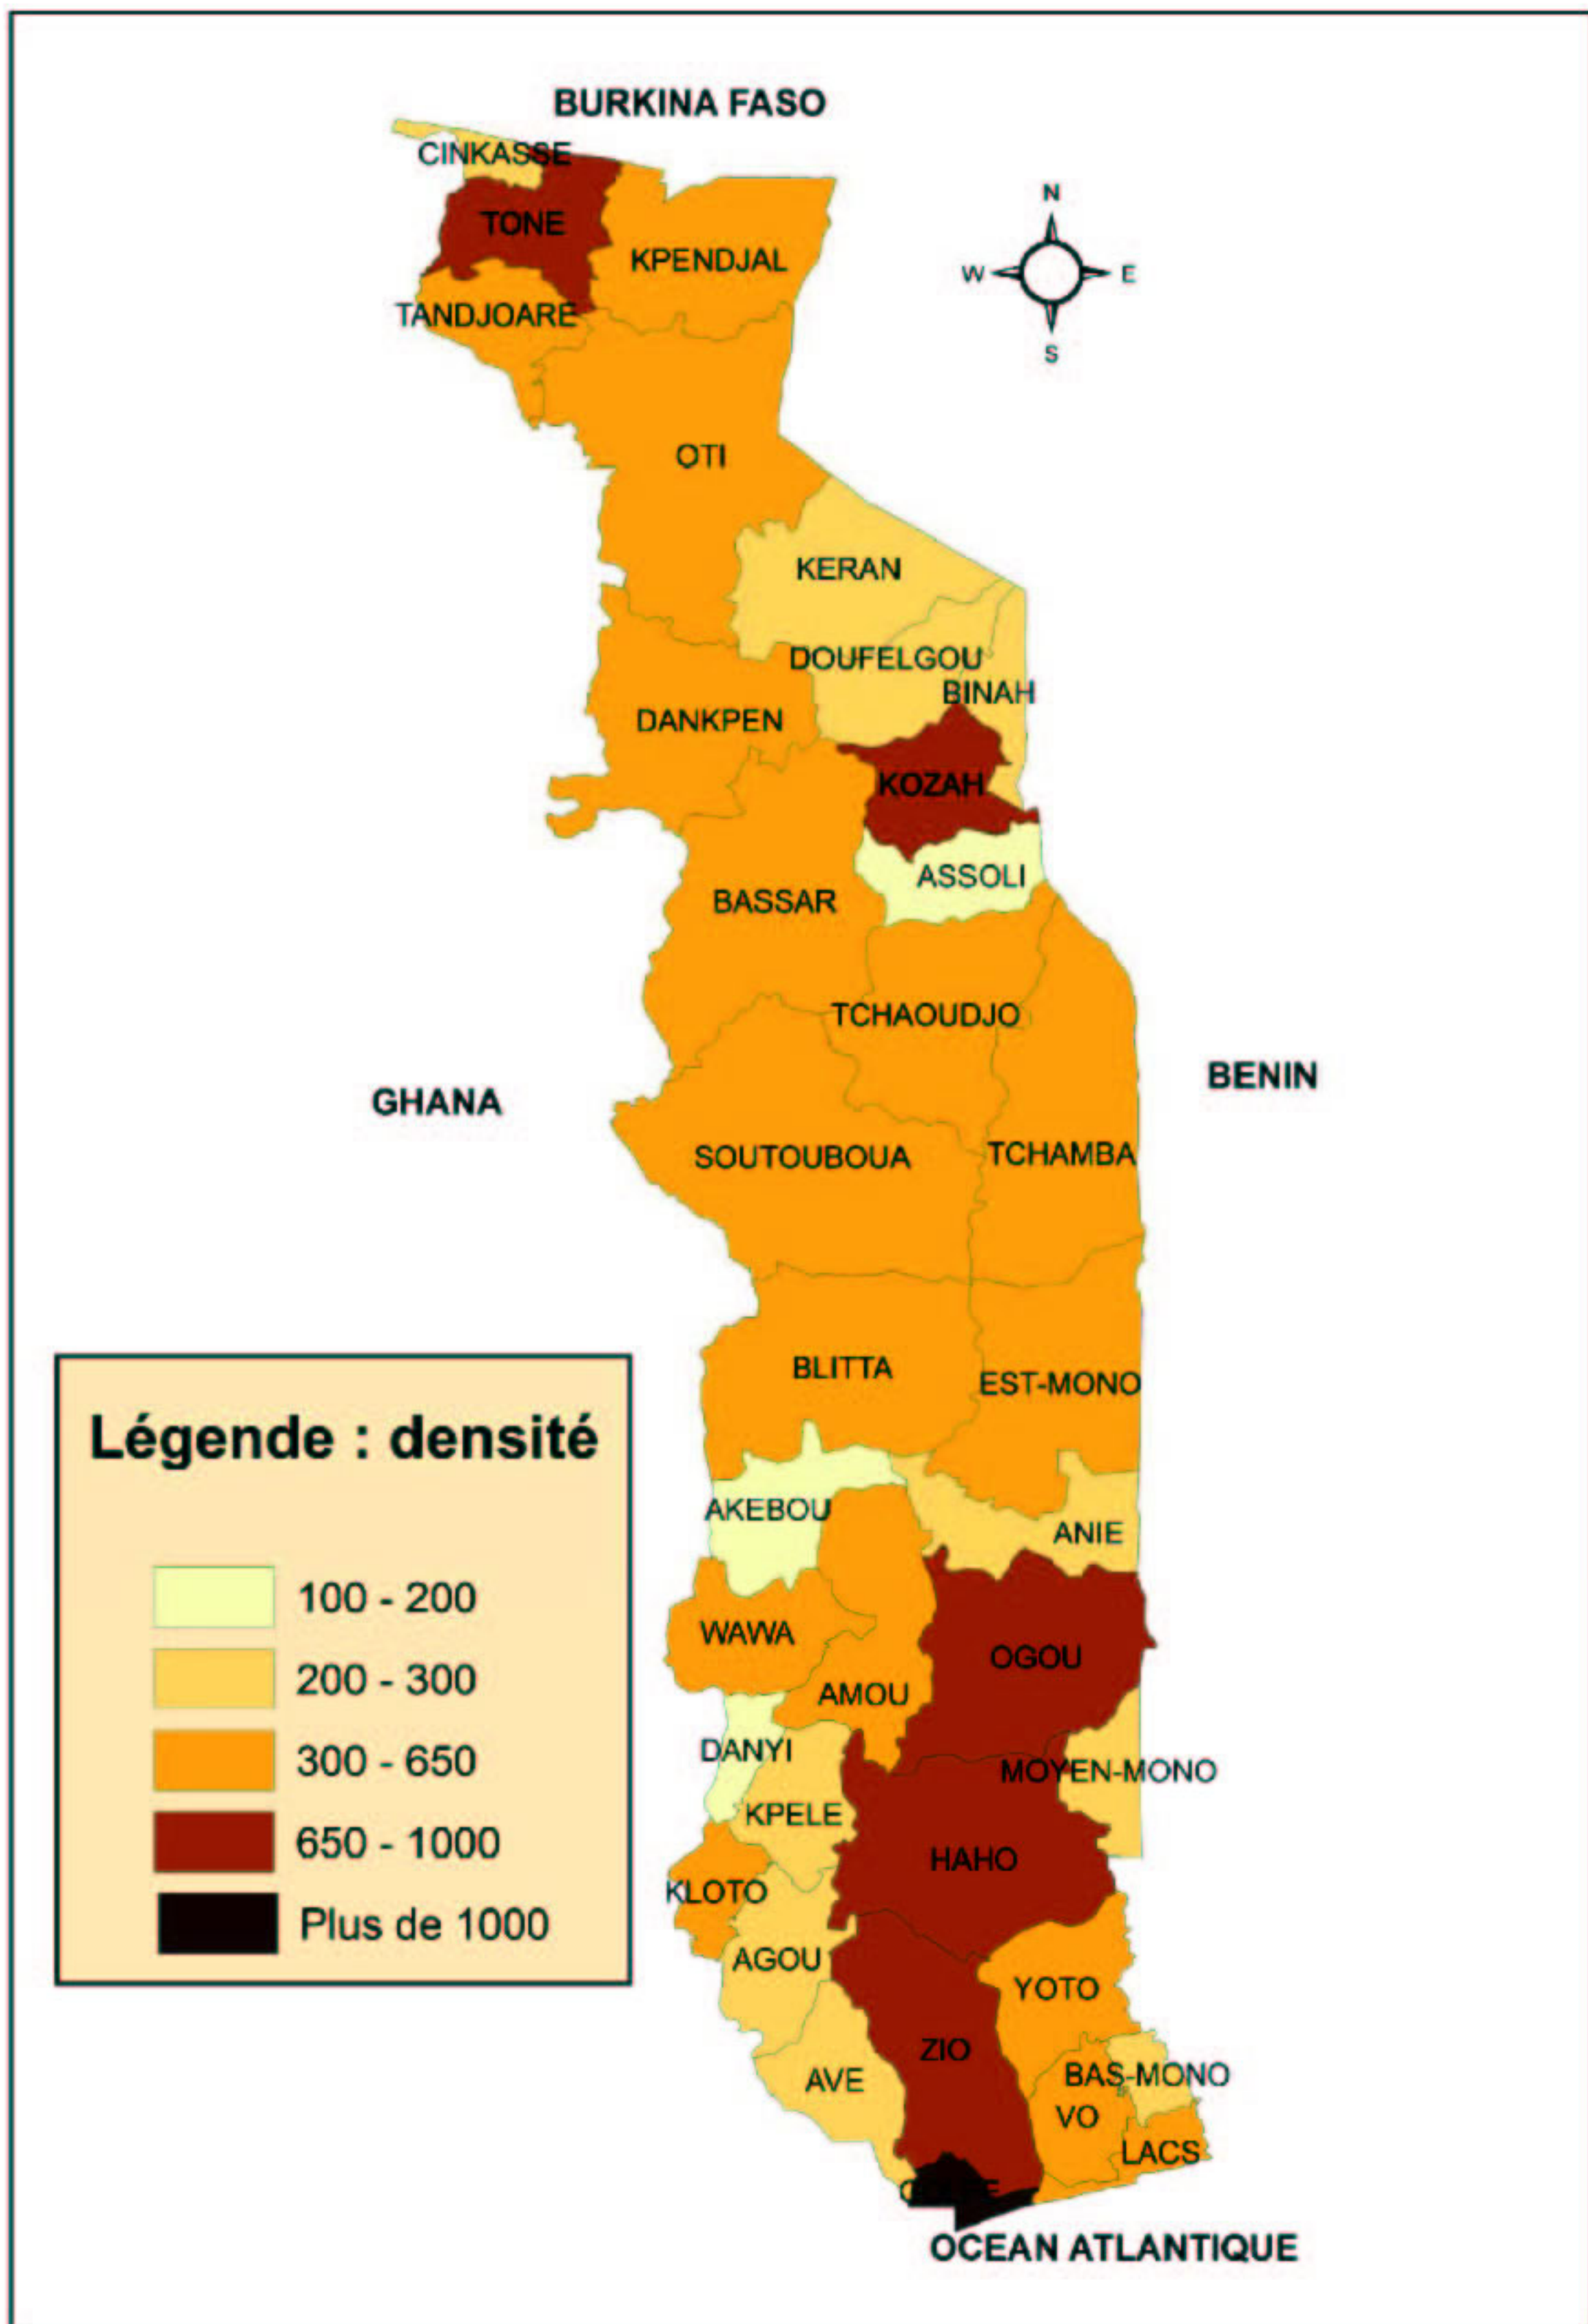 BURKINA FASO
CINKASSE
N
TONE
KPENDJAL
W
E
TANDJOARE
S
OTI
KERAN
DOUFELGOU
BINAH
DANKPEN
KOZAH
ASSOLI
BASSAR
TCHAOUDJO
BENIN
GHANA
SOUTOUBOUA
TCHAMBA
BLITTA
EST-MONO
Légende : densité
100 - 200
200 - 300
300 - 650
650 - 1000
Plus de 1000
AKEBOU
ANIE
WAWA
OGOU
AMOU
DANYI
MOYEN-MONO
KPELE
HAHO
KLOTO
AGOU
YOTO
ZIO
BAS-MONO
AVE
VO
LACS
OCEAN ATLANTIQUE